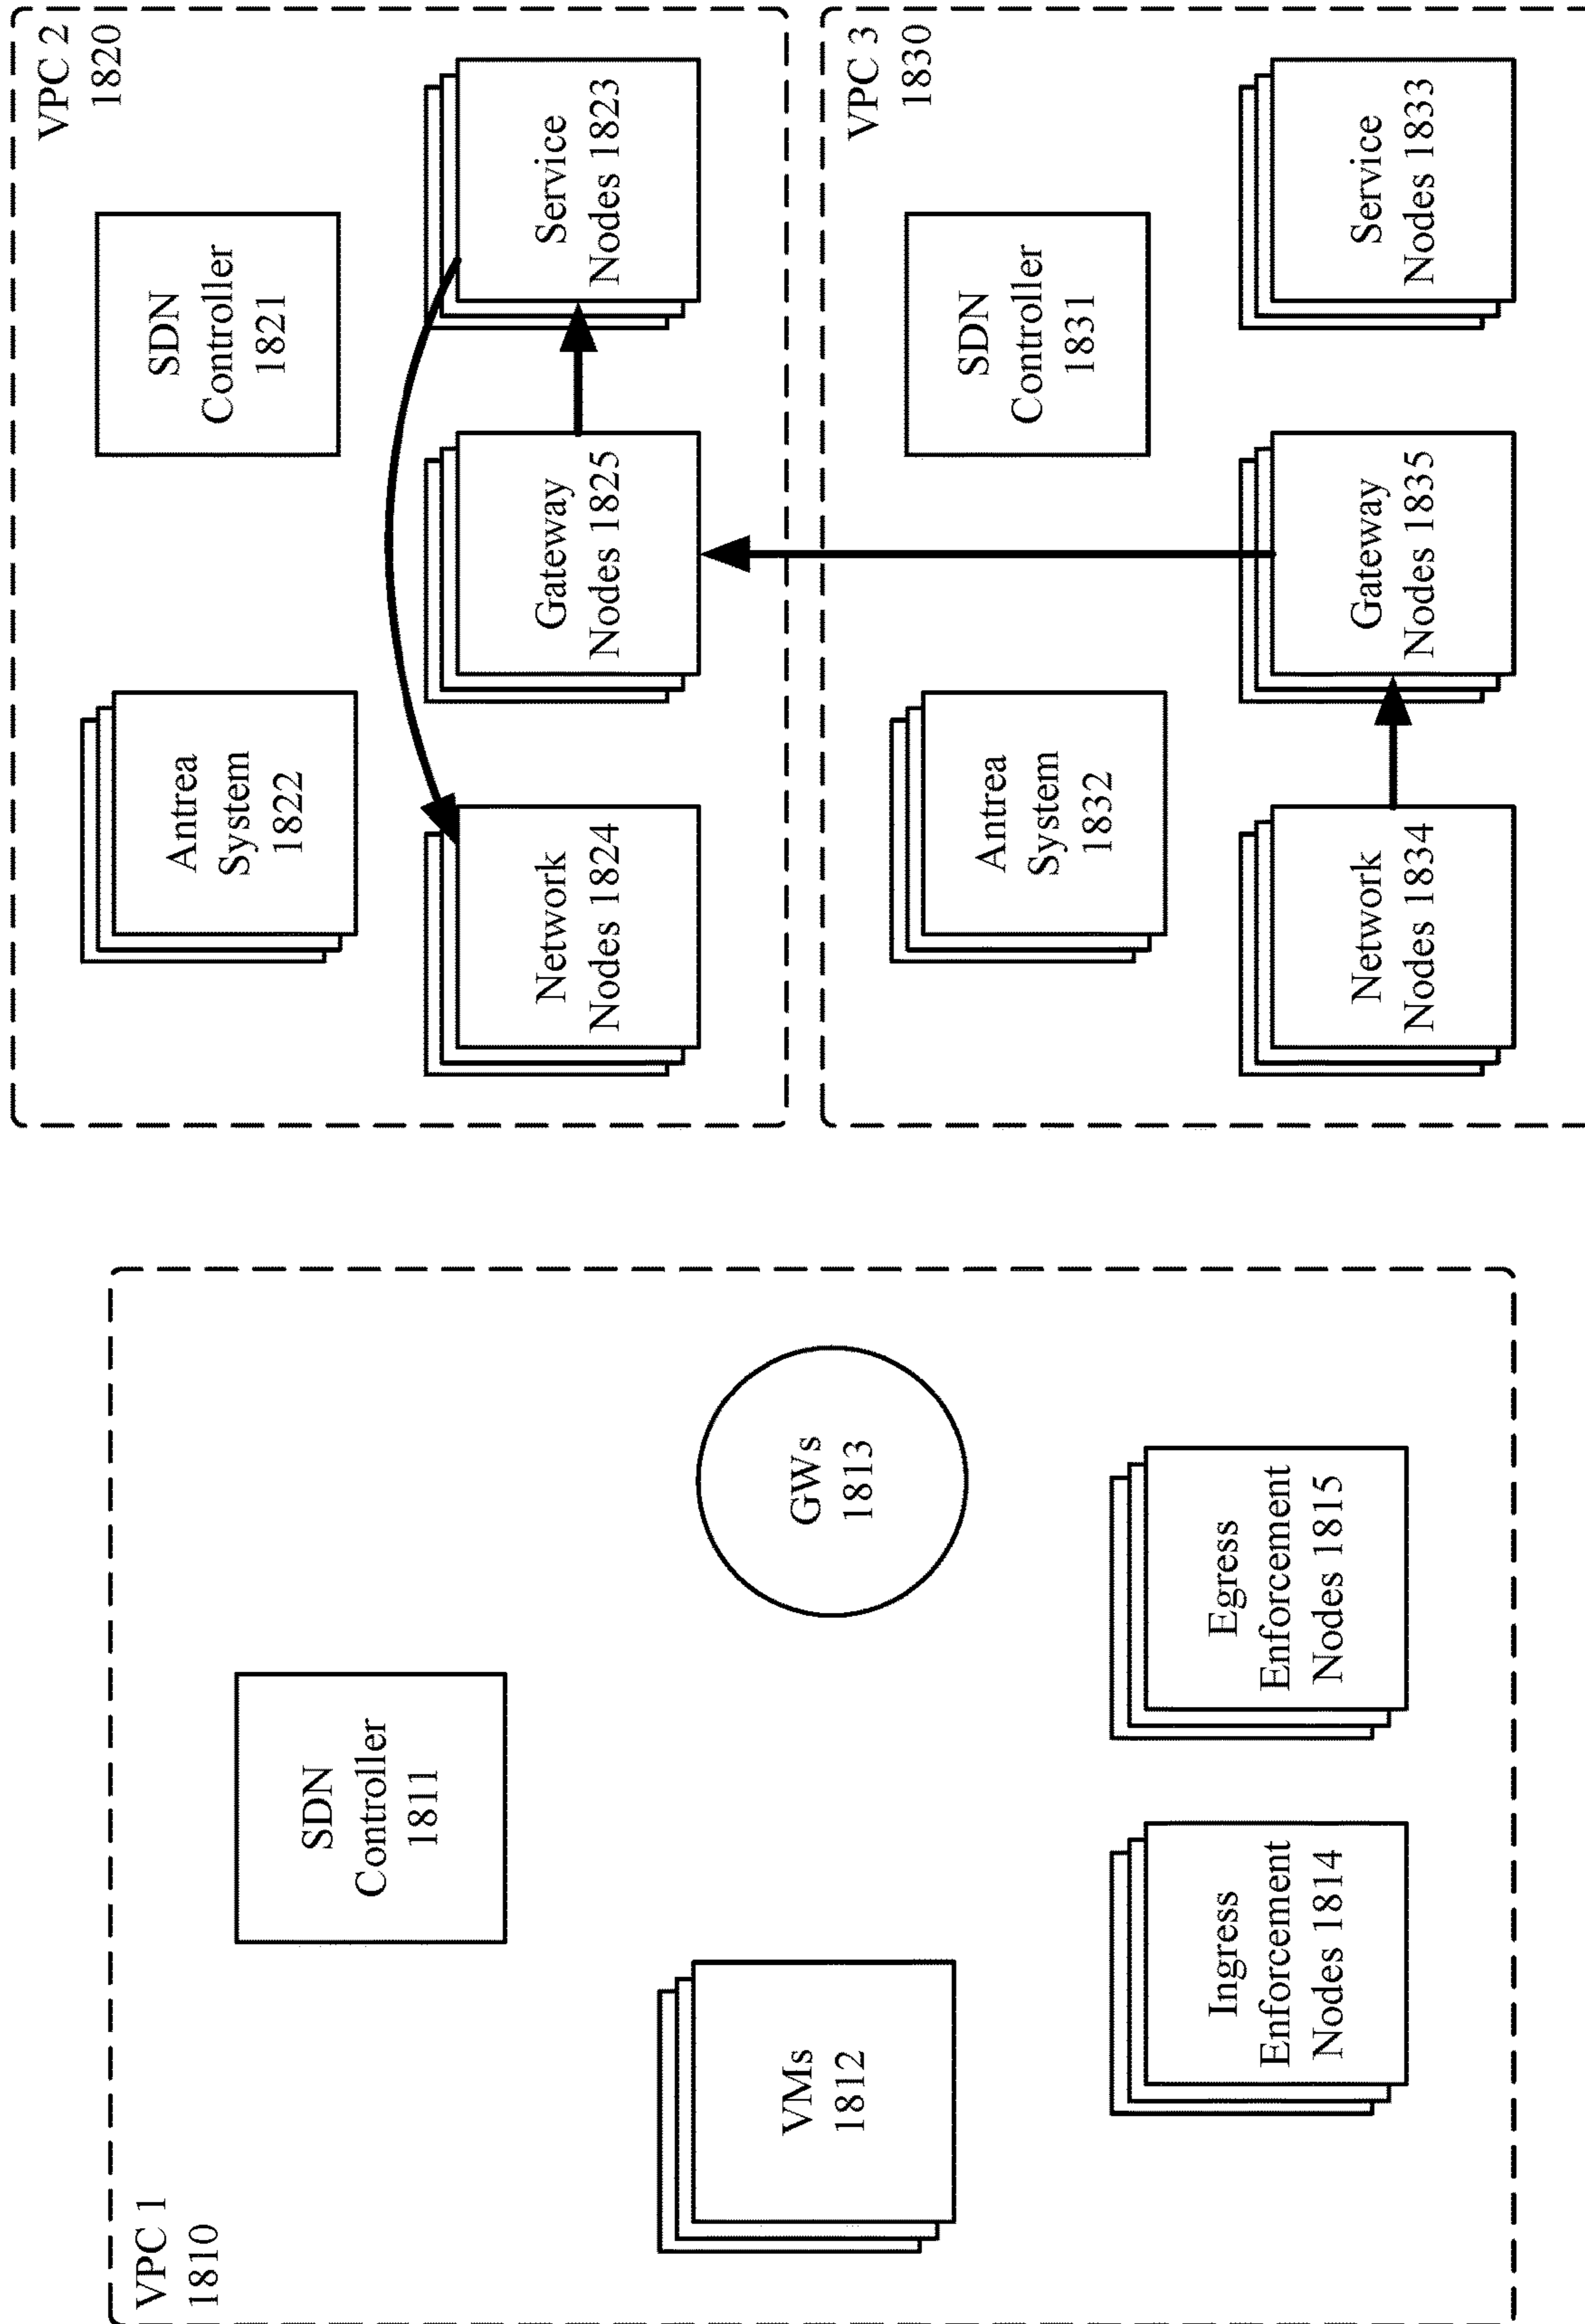 VPC 1
1810
SDN
Controller
1811
VMs
1812
GWs
1813
Ingress
Enforcement
Nodes 1814
Egress
Enforcement
Nodes 1815
VPC 2
1820
Antrea
System
1822
SDN
Controller
1821
Network
Nodes 1824
Gateway
Nodes 1825
Service
Nodes 1823
VPC 3
1830
Antrea
System
1832
SDN
Controller
1831
Network
Nodes 1834
Gateway
Nodes 1835
Service
Nodes 1833